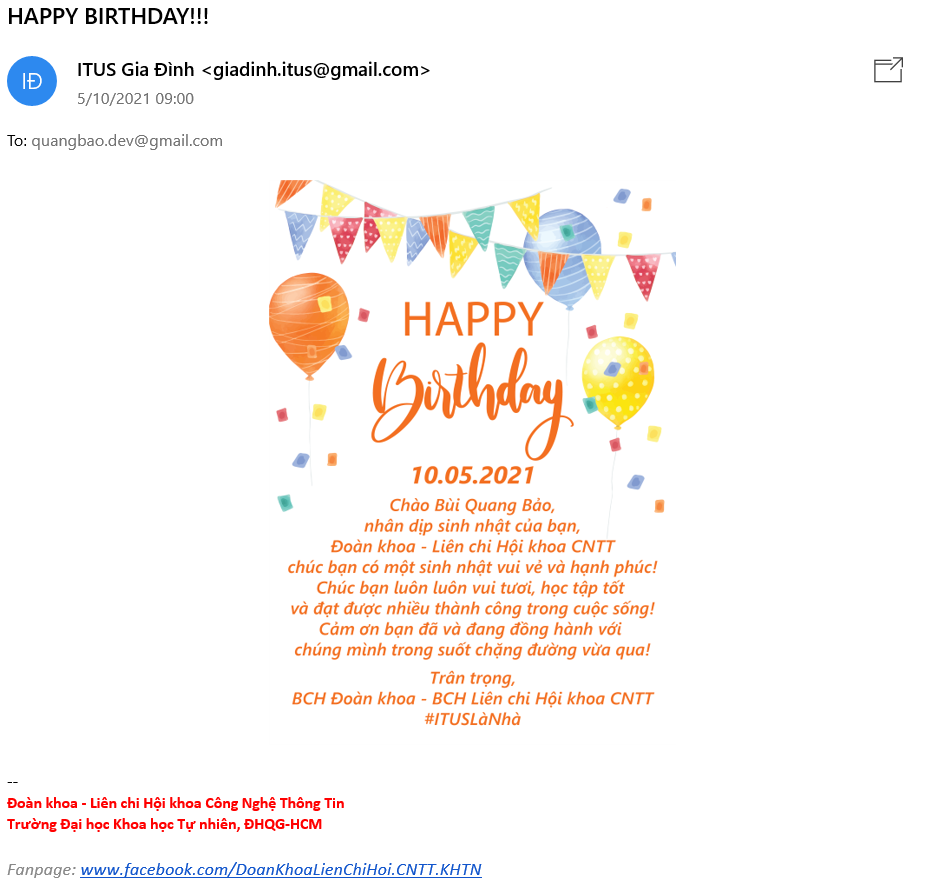 HAPPY BIRTHDAY!!!
IĐ
ITUS Gia Đình <giadinh.itus@gmail.com>
5/10/2021 09:00
To: quangbao.dev@gmail.com
HAPPY
Birthday
10.05.2021
Chào Bùi Quang Bảo,
nhân dịp sinh nhật của bạn,
Đoàn khoa - Liên chi Hội khoa CNTT
chúc bạn có một sinh nhật vui vẻ và hạnh phúc!
Chúc bạn luôn luôn vui tươi, học tập tốt
và đạt được nhiều thành công trong cuộc sống!
Cảm ơn bạn đã và đang đồng hành với
chúng mình trong suốt chặng đường vừa qua!
Trân trọng,
BCH Đoàn khoa - BCH Liên chi Hội khoa CNTT
#ITUSLàNhà
--
Đoàn khoa - Liên chi Hội khoa Công Nghệ Thông Tin
Trường Đại học Khoa học Tự nhiên, ĐHQG-HCM
Fanpage: www.facebook.com/DoanKhoaLienChiHoi.CNTT.KHTN